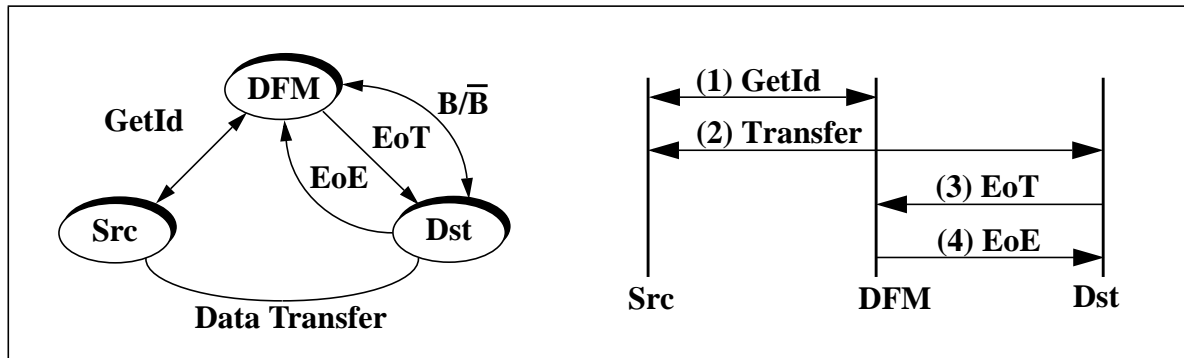 DFM
GetId
B/B̅
EoT
EoE
Src
Dst
Data Transfer
(1) GetId
(2) Transfer
(3) EoT
(4) EoE
Src
DFM
Dst